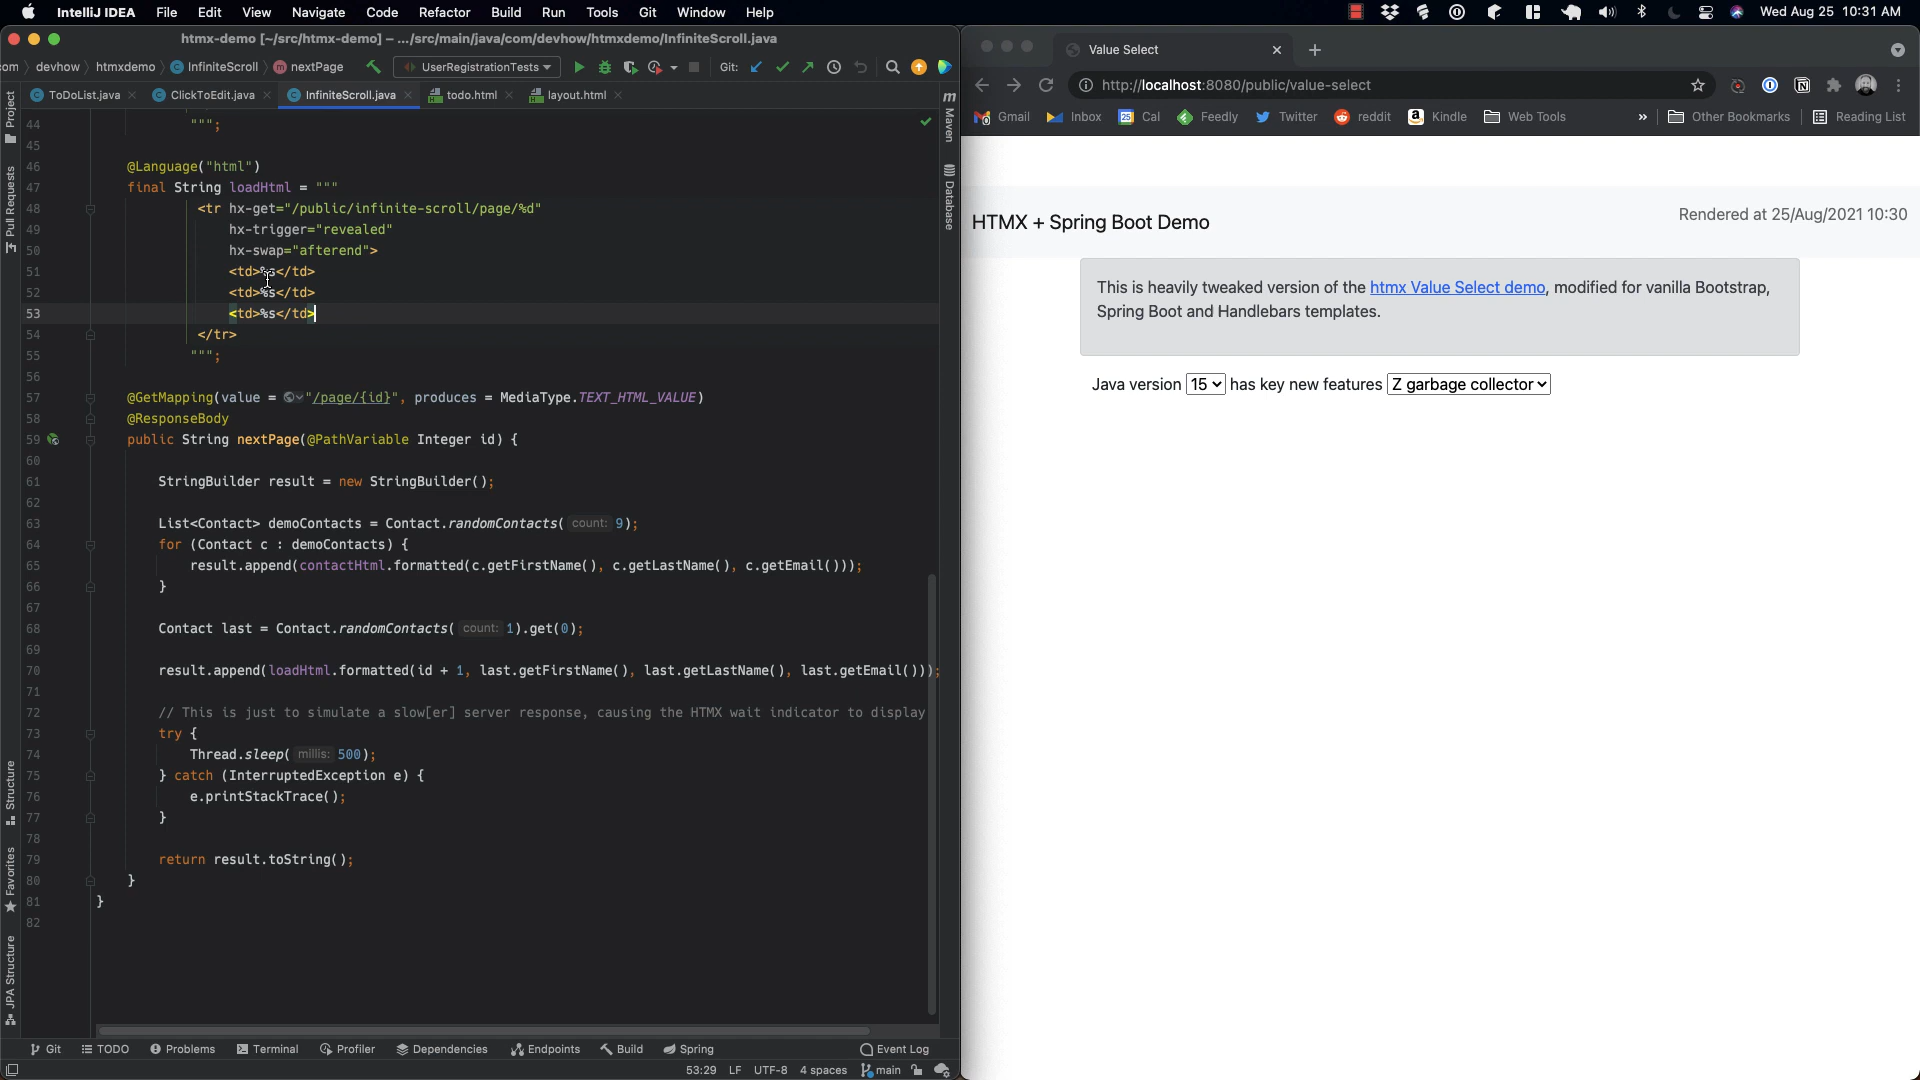 IntelliJ IDEA File Edit View Navigate Code Refactor Build Run Tools Git Window Help
Wed Aug 25 10:31 AM
htmx-demo [~/src/htmx-demo] – .../src/main/java/com/devhow/htmxdemo/InfiniteScroll.java
om devhow htmxdemo InfiniteScroll nextPage UserRegistrationTests Git:
ToDoList.java ClickToEdit.java InfiniteScroll.java todo.html layout.html
Project
Pull Requests
Structure
Favorites
JPA Structure
Maven
Database
44 """;
45
46 @Language("html")
47 final String loadHtml = """
48 <tr hx-get="/public/infinite-scroll/page/%d"
49 hx-trigger="revealed"
50 hx-swap="afterend">
51 <td>%s</td>
52 <td>%s</td>
53 <td>%s</td>
54 </tr>
55 """;
56
57 @GetMapping(value = "/page/{id}", produces = MediaType.TEXT_HTML_VALUE)
58 @ResponseBody
59 public String nextPage(@PathVariable Integer id) {
60
61 StringBuilder result = new StringBuilder();
62
63 List<Contact> demoContacts = Contact.randomContacts( count: 9);
64 for (Contact c : demoContacts) {
65 result.append(contactHtml.formatted(c.getFirstName(), c.getLastName(), c.getEmail()));
66 }
67
68 Contact last = Contact.randomContacts( count: 1).get(0);
69
70 result.append(loadHtml.formatted(id + 1, last.getFirstName(), last.getLastName(), last.getEmail()));
71
72 // This is just to simulate a slow[er] server response, causing the HTMX wait indicator to display
73 try {
74 Thread.sleep( millis: 500);
75 } catch (InterruptedException e) {
76 e.printStackTrace();
77 }
78
79 return result.toString();
80 }
81 }
82
Git TODO Problems Terminal Profiler Dependencies Endpoints Build Spring Event Log
53:29 LF UTF-8 4 spaces main
Value Select
http://localhost:8080/public/value-select
Gmail Inbox 25 Cal Feedly Twitter reddit Kindle Web Tools » Other Bookmarks Reading List
HTMX + Spring Boot Demo
Rendered at 25/Aug/2021 10:30
This is heavily tweaked version of the htmx Value Select demo, modified for vanilla Bootstrap,
Spring Boot and Handlebars templates.
Java version 15 has key new features Z garbage collector